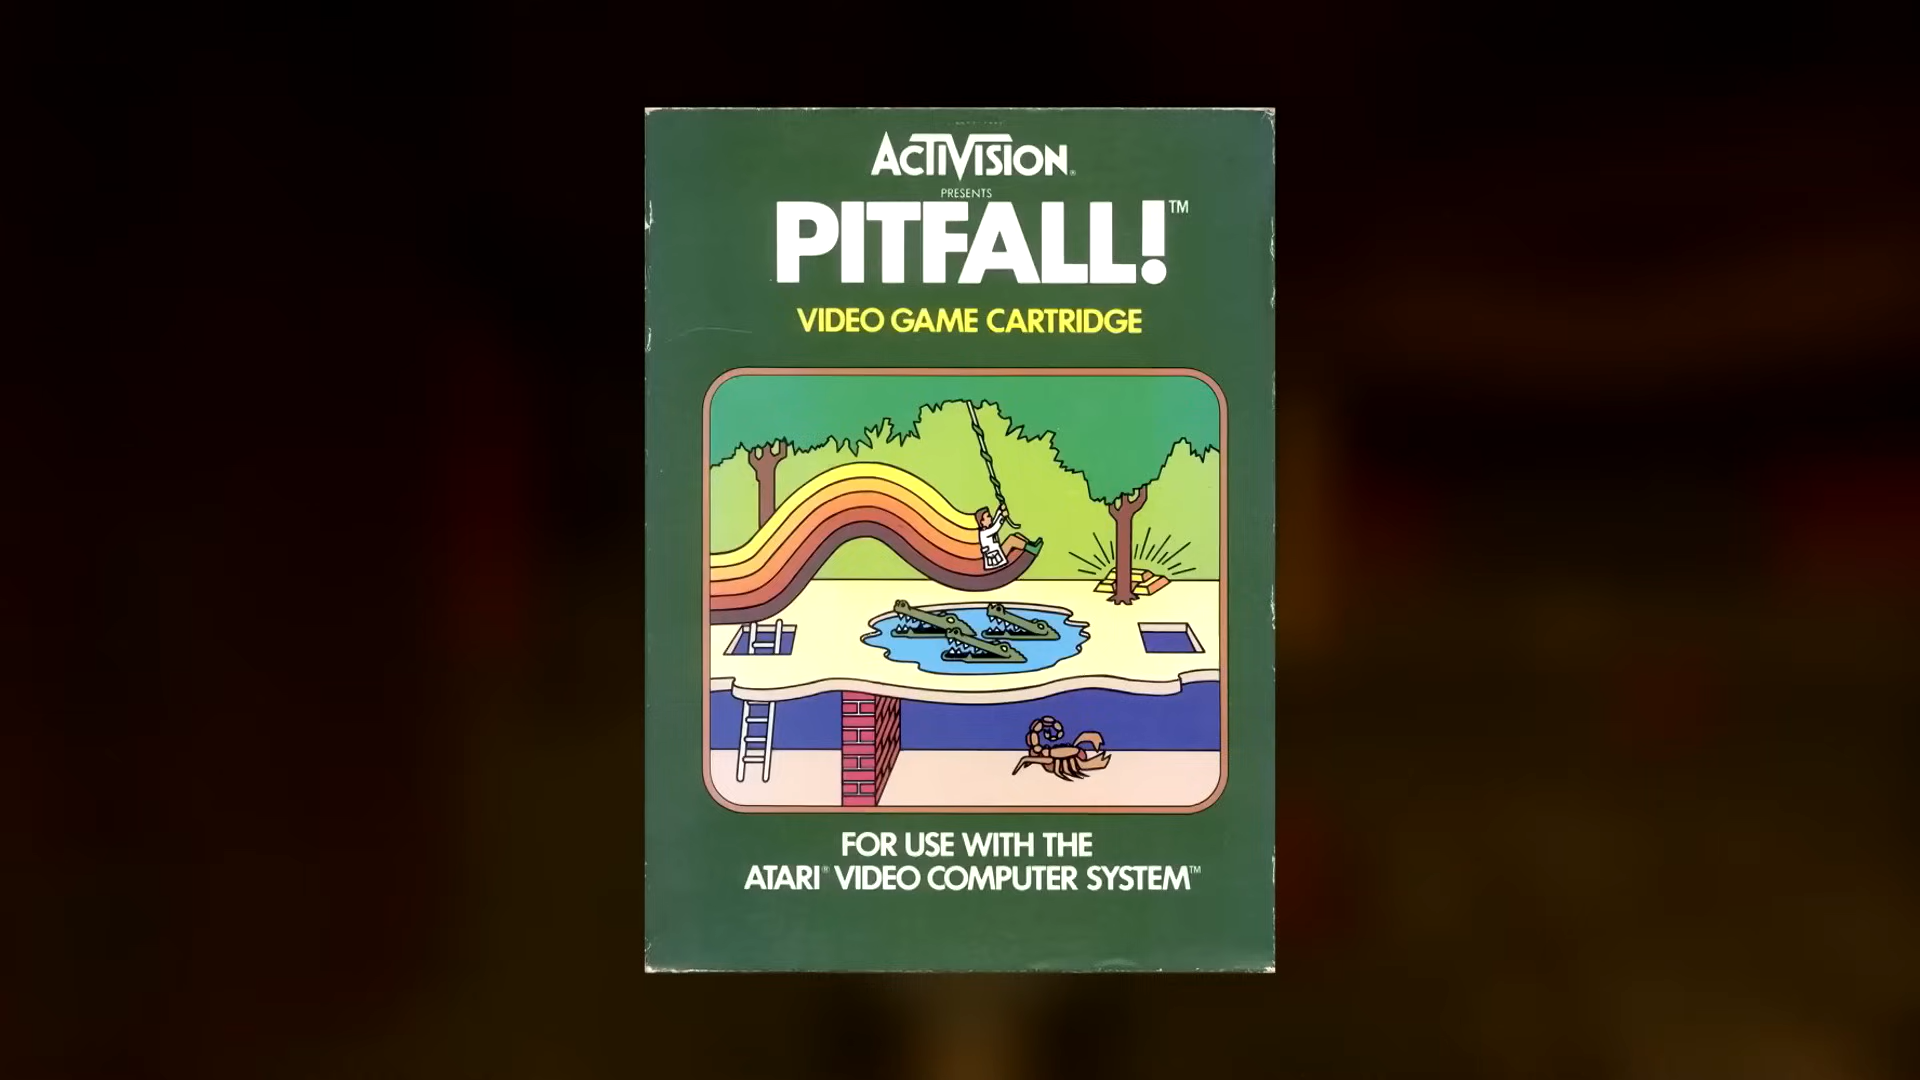 ACTIVISION®
PRESENTS
PITFALL!™
VIDEO GAME CARTRIDGE
FOR USE WITH THE
ATARI® VIDEO COMPUTER SYSTEM™